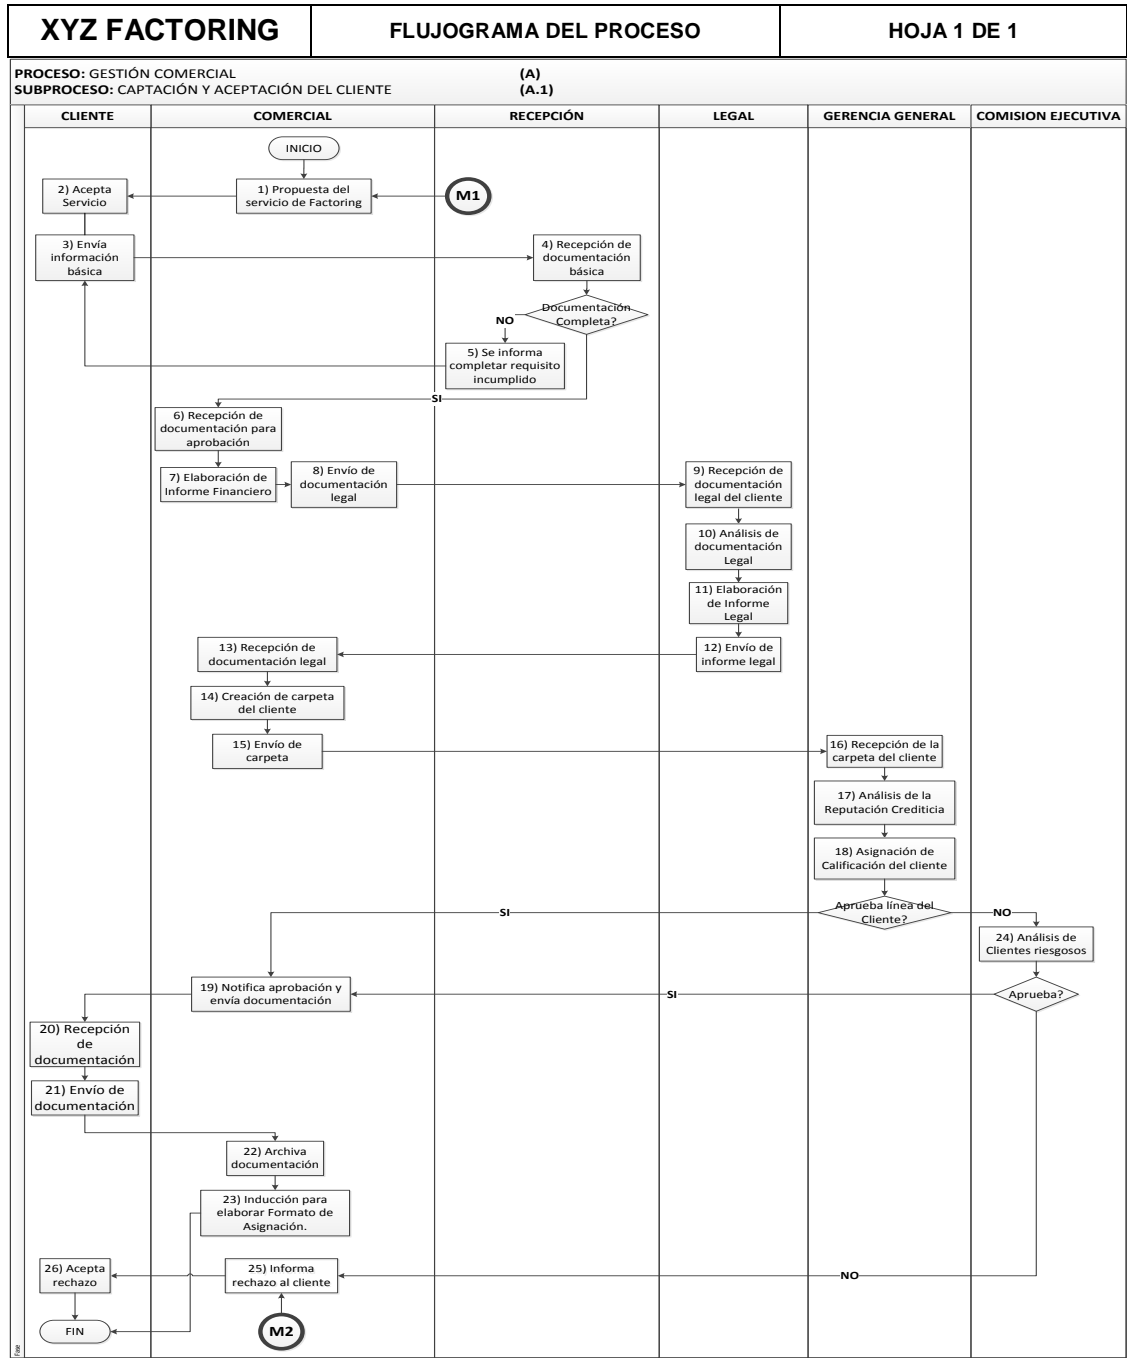 XYZ FACTORING
FLUJOGRAMA DEL PROCESO
HOJA 1 DE 1
PROCESO: GESTIÓN COMERCIAL (A)
SUBPROCESO: CAPTACIÓN Y ACEPTACIÓN DEL CLIENTE (A.1)
CLIENTE
COMERCIAL
RECEPCIÓN
LEGAL
GERENCIA GENERAL
COMISION EJECUTIVA
INICIO
2) Acepta
Servicio
1) Propuesta del
servicio de Factoring
M1
3) Envía
información
básica
4) Recepción de
documentación
básica
Documentación
Completa?
NO
5) Se informa
completar requisito
incumplido
SI
6) Recepción de
documentación para
aprobación
7) Elaboración de
Informe Financiero
8) Envío de
documentación
legal
9) Recepción de
documentación
legal del cliente
10) Análisis de
documentación
Legal
11) Elaboración
de Informe
Legal
12) Envío de
informe legal
13) Recepción de
documentación legal
14) Creación de carpeta
del cliente
15) Envío de
carpeta
16) Recepción de la
carpeta del cliente
17) Análisis de la
Reputación Crediticia
18) Asignación de
Calificación del cliente
Aprueba línea del
Cliente?
SI
NO
24) Análisis de
Clientes riesgosos
19) Notifica aprobación y
envía documentación
SI
Aprueba?
20) Recepción
de
documentación
21) Envío de
documentación
22) Archiva
documentación
23) Inducción para
elaborar Formato de
Asignación.
26) Acepta
rechazo
25) Informa
rechazo al cliente
NO
FIN
M2
Fase